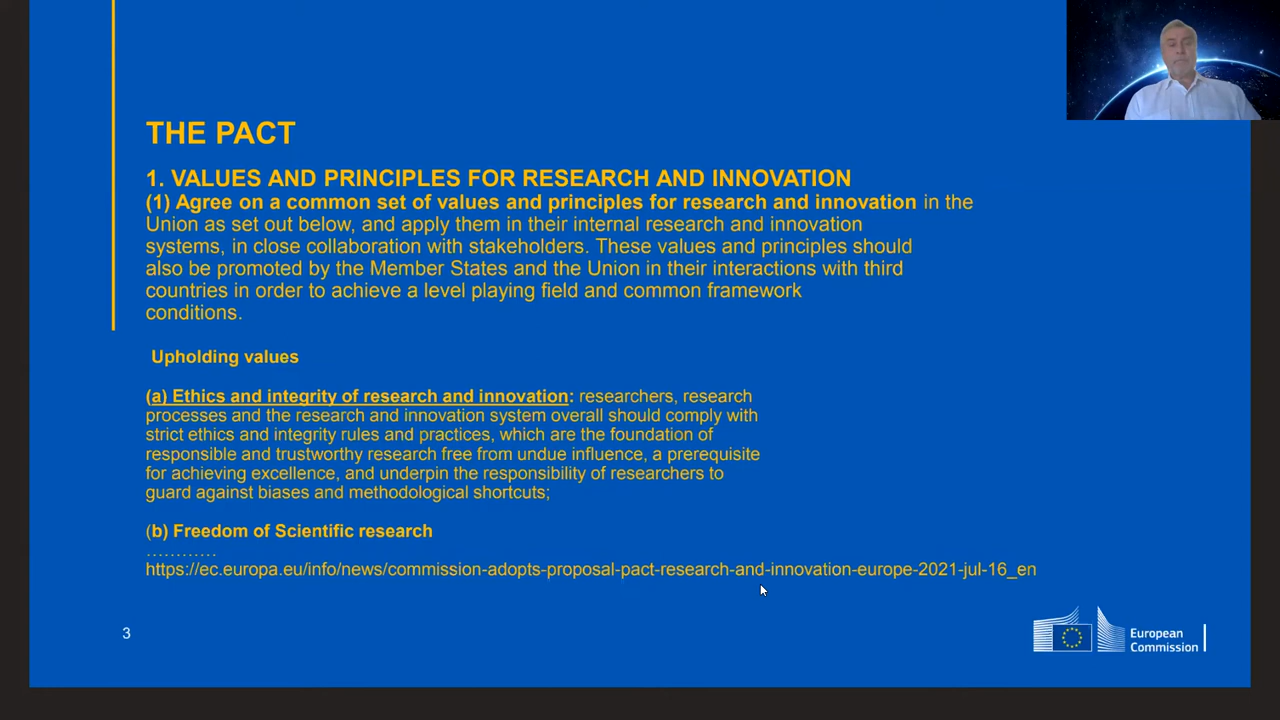 THE PACT
1. VALUES AND PRINCIPLES FOR RESEARCH AND INNOVATION
(1) Agree on a common set of values and principles for research and innovation in the
Union as set out below, and apply them in their internal research and innovation
systems, in close collaboration with stakeholders. These values and principles should
also be promoted by the Member States and the Union in their interactions with third
countries in order to achieve a level playing field and common framework
conditions.
Upholding values
(a) Ethics and integrity of research and innovation: researchers, research
processes and the research and innovation system overall should comply with
strict ethics and integrity rules and practices, which are the foundation of
responsible and trustworthy research free from undue influence, a prerequisite
for achieving excellence, and underpin the responsibility of researchers to
guard against biases and methodological shortcuts;
(b) Freedom of Scientific research
............
https://ec.europa.eu/info/news/commission-adopts-proposal-pact-research-and-innovation-europe-2021-jul-16_en
3
European
Commission